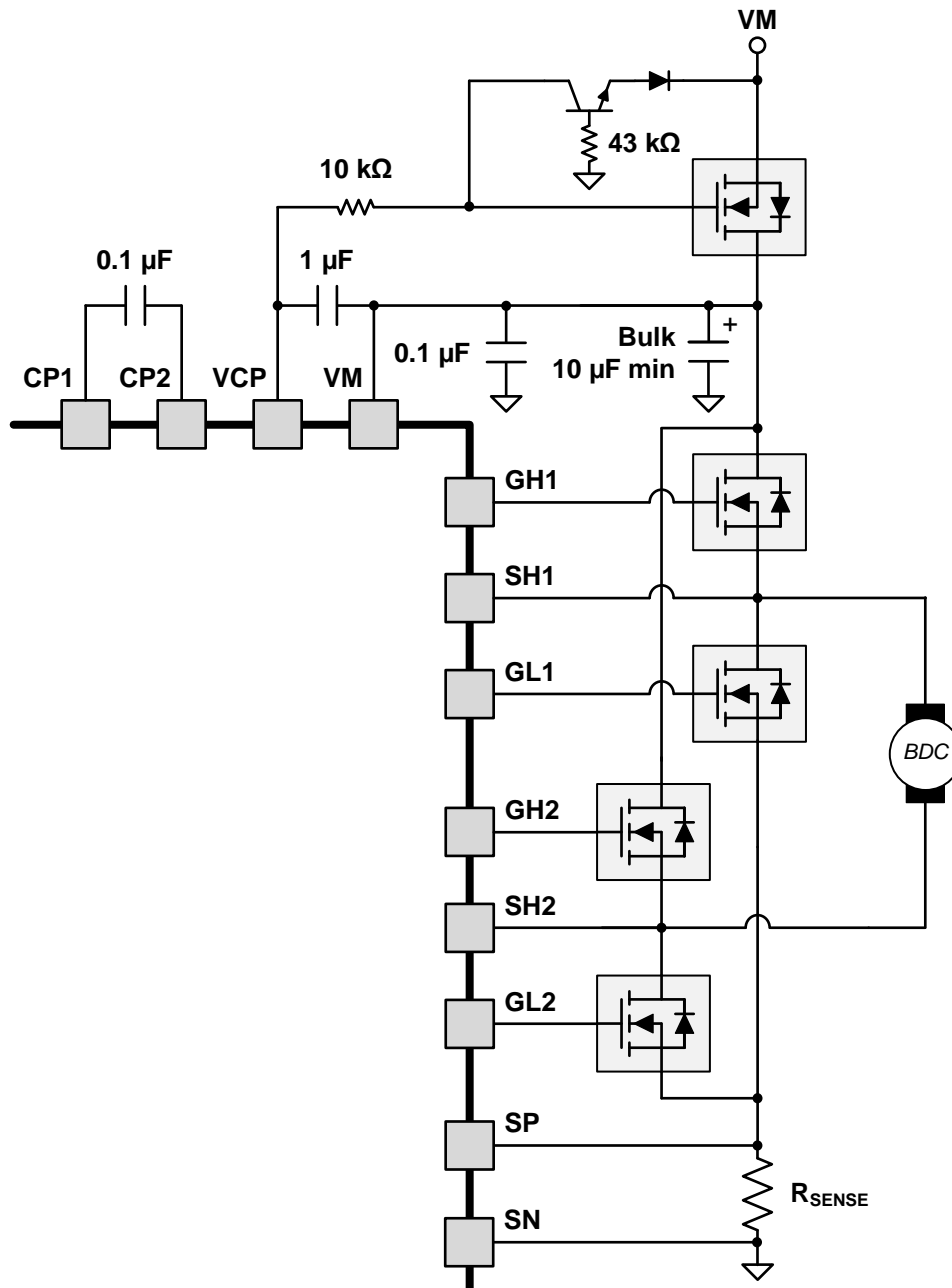 VM
43 kΩ
10 kΩ
0.1 µF
1 µF
0.1 µF
Bulk
10 µF min
+
CP1
CP2
VCP
VM
GH1
SH1
GL1
BDC
GH2
SH2
GL2
SP
RSENSE
SN